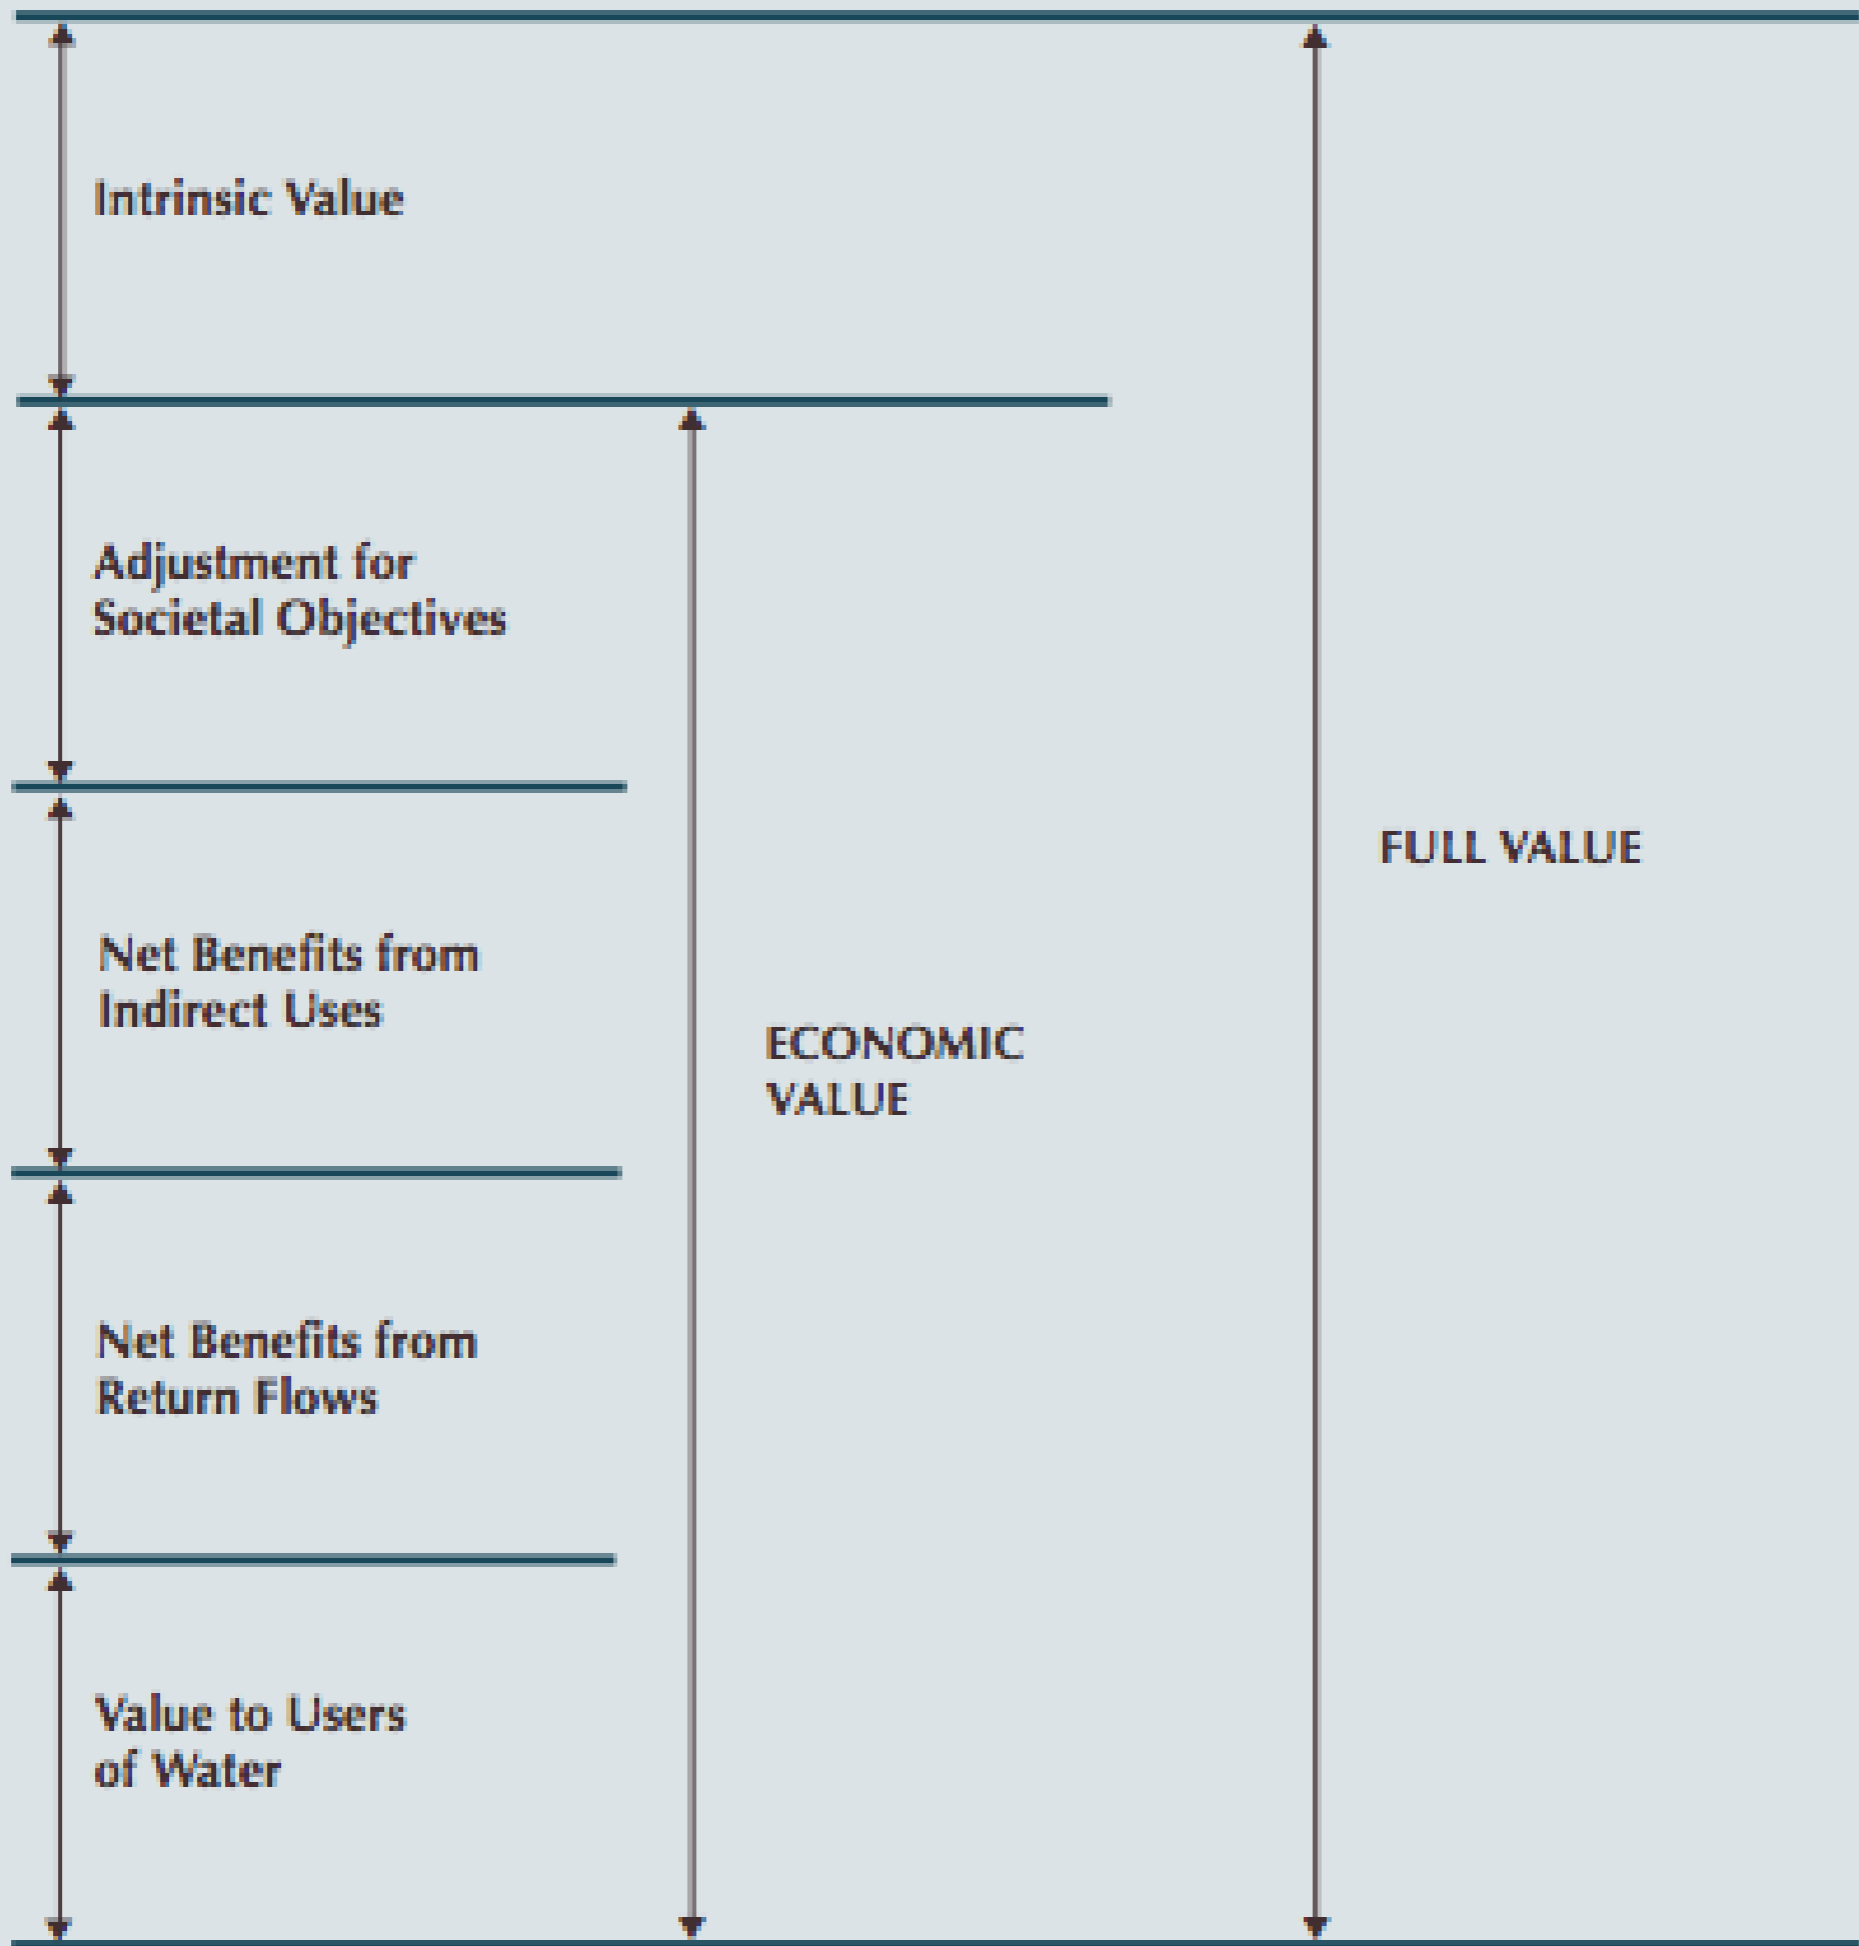 Intrinsic Value
Adjustment for
Societal Objectives
Net Benefits from
Indirect Uses
ECONOMIC
VALUE
FULL VALUE
Net Benefits from
Return Flows
Value to Users
of Water